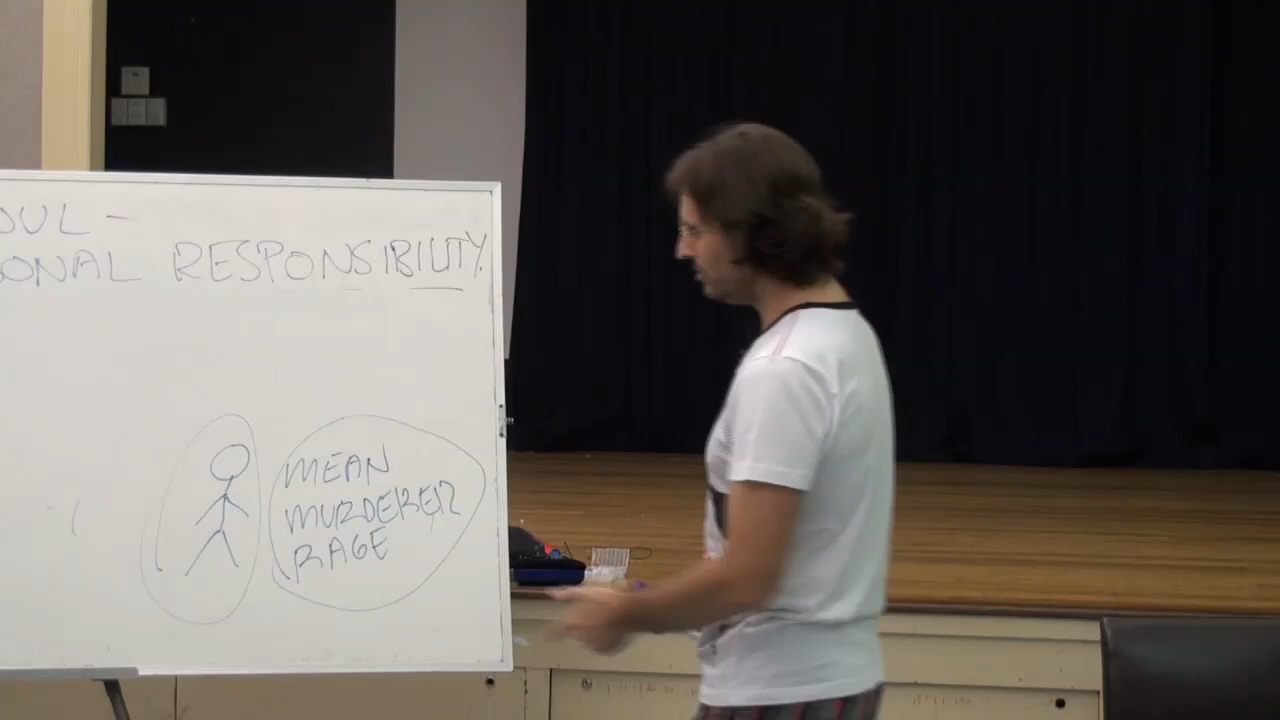 OUL –
ONAL RESPONSIBILITY.
MEAN
MURDERER
RAGE